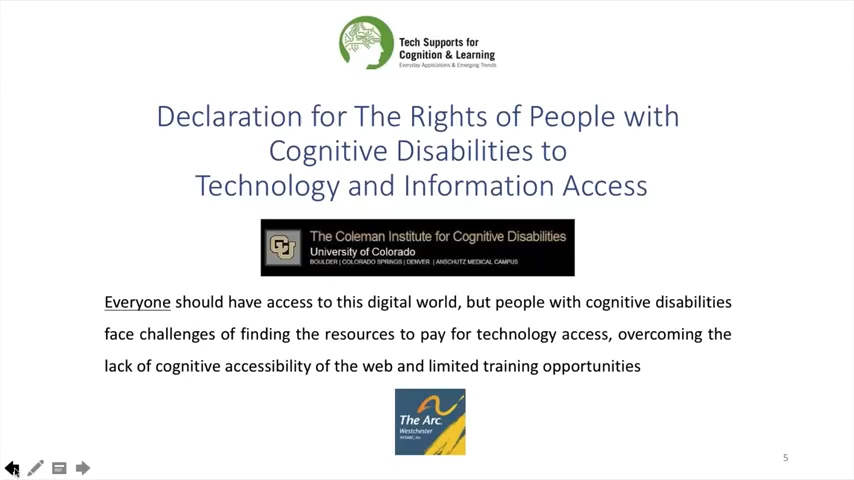 Tech Supports for
Cognition & Learning
Everyday Applications & Emerging Trends
Declaration for The Rights of People with
Cognitive Disabilities to
Technology and Information Access
CU
The Coleman Institute for Cognitive Disabilities
University of Colorado
BOULDER | COLORADO SPRINGS | DENVER | ANSCHUTZ MEDICAL CAMPUS
Everyone should have access to this digital world, but people with cognitive disabilities
face challenges of finding the resources to pay for technology access, overcoming the
lack of cognitive accessibility of the web and limited training opportunities
The Arc.
Westchester
5